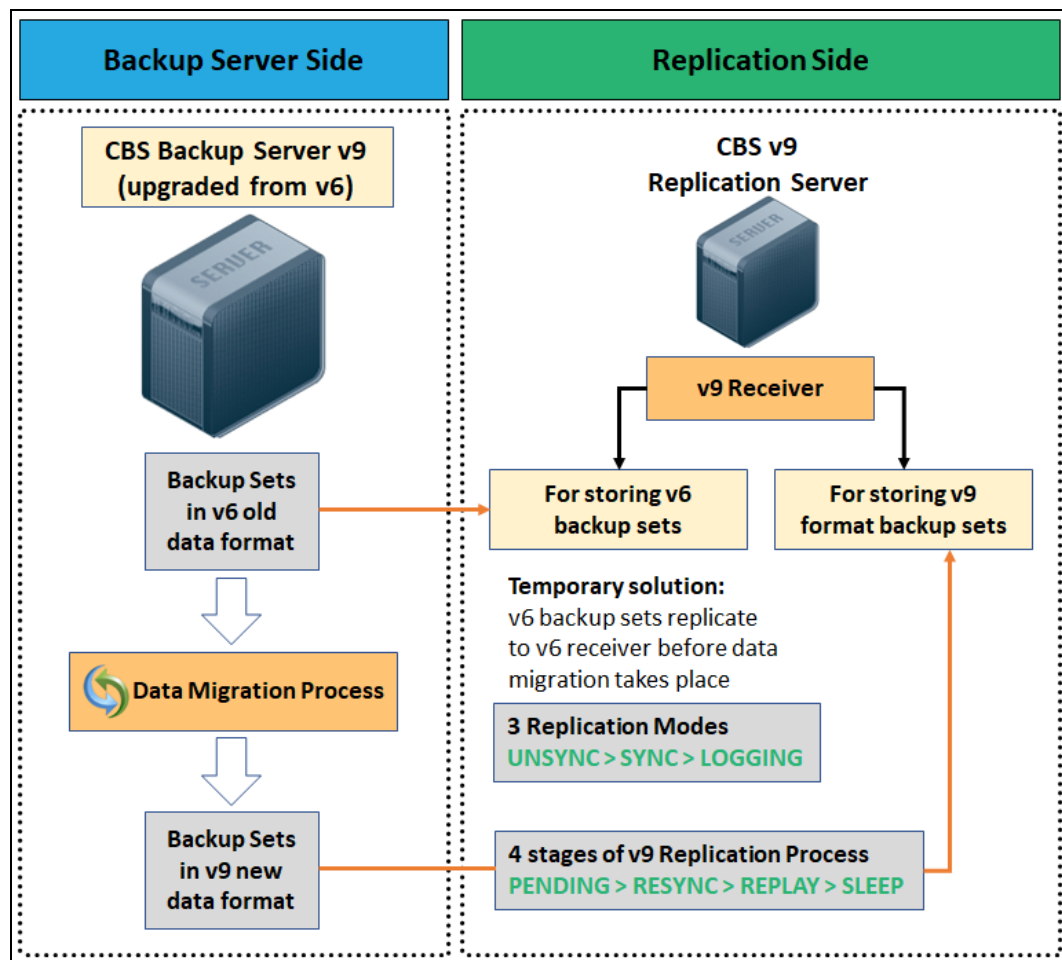 Backup Server Side
Replication Side
CBS Backup Server v9
(upgraded from v6)
SERVER
Backup Sets
in v6 old
data format
Data Migration Process
Backup Sets
in v9 new
data format
CBS v9
Replication Server
SERVER
v9 Receiver
For storing v6
backup sets
For storing v9
format backup sets
Temporary solution:
v6 backup sets replicate
to v6 receiver before data
migration takes place
3 Replication Modes
UNSYNC > SYNC > LOGGING
4 stages of v9 Replication Process
PENDING > RESYNC > REPLAY > SLEEP